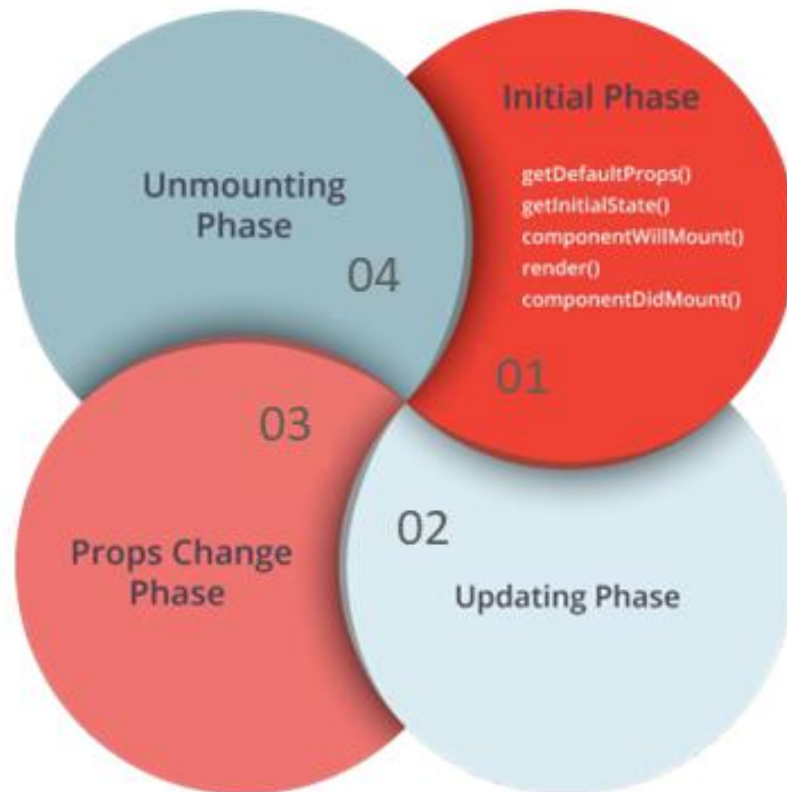 Initial Phase
getDefaultProps()
getInitialState()
componentWillMount()
render()
componentDidMount()
01
02
Updating Phase
03
Props Change
Phase
Unmounting
Phase
04